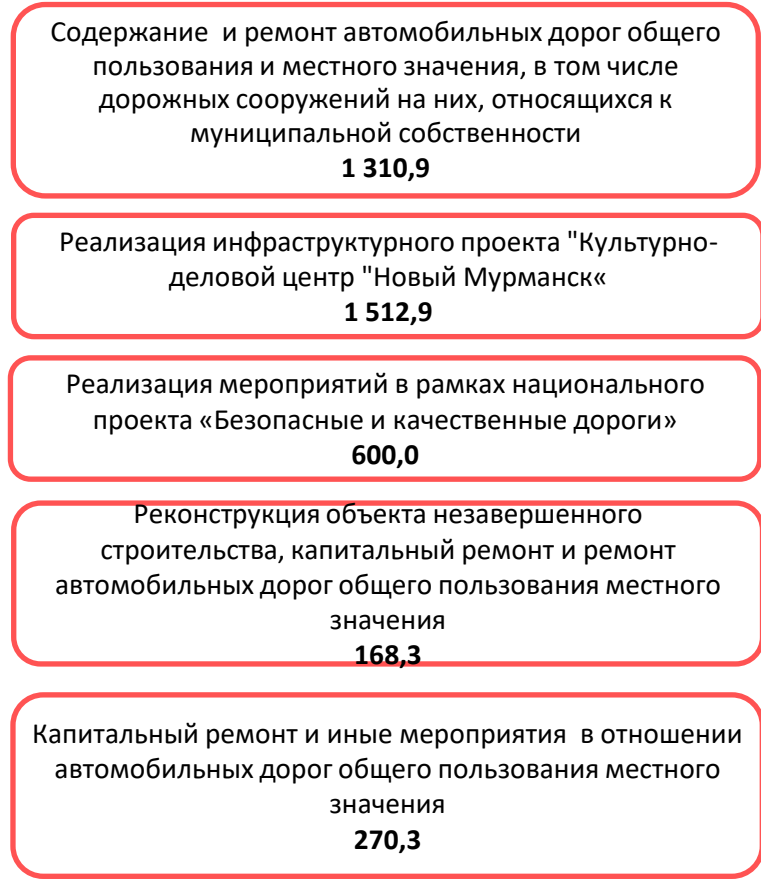 Содержание  и ремонт автомобильных дорог общего
пользования и местного значения, в том числе
дорожных сооружений на них, относящихся к
муниципальной собственности
1 310,9
Реализация инфраструктурного проекта "Культурно-
деловой центр "Новый Мурманск«
1 512,9
Реализация мероприятий в рамках национального
проекта «Безопасные и качественные дороги»
600,0
Реконструкция объекта незавершенного
строительства, капитальный ремонт и ремонт
автомобильных дорог общего пользования местного
значения
168,3
Капитальный ремонт и иные мероприятия  в отношении
автомобильных дорог общего пользования местного
значения
270,3